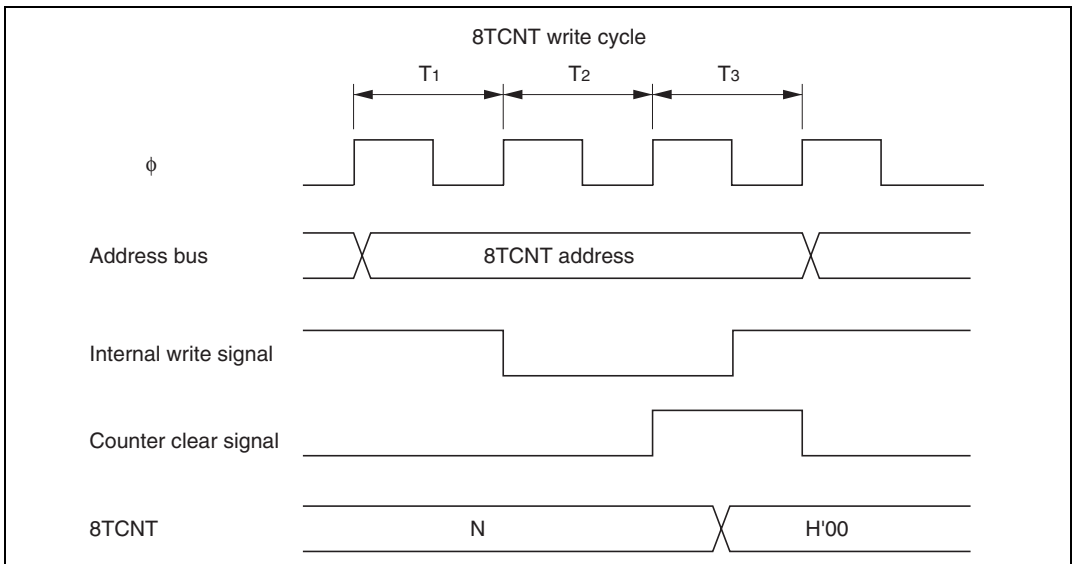 8TCNT write cycle
T1 T2 T3
φ
Address bus
8TCNT address
Internal write signal
Counter clear signal
8TCNT
N
H'00